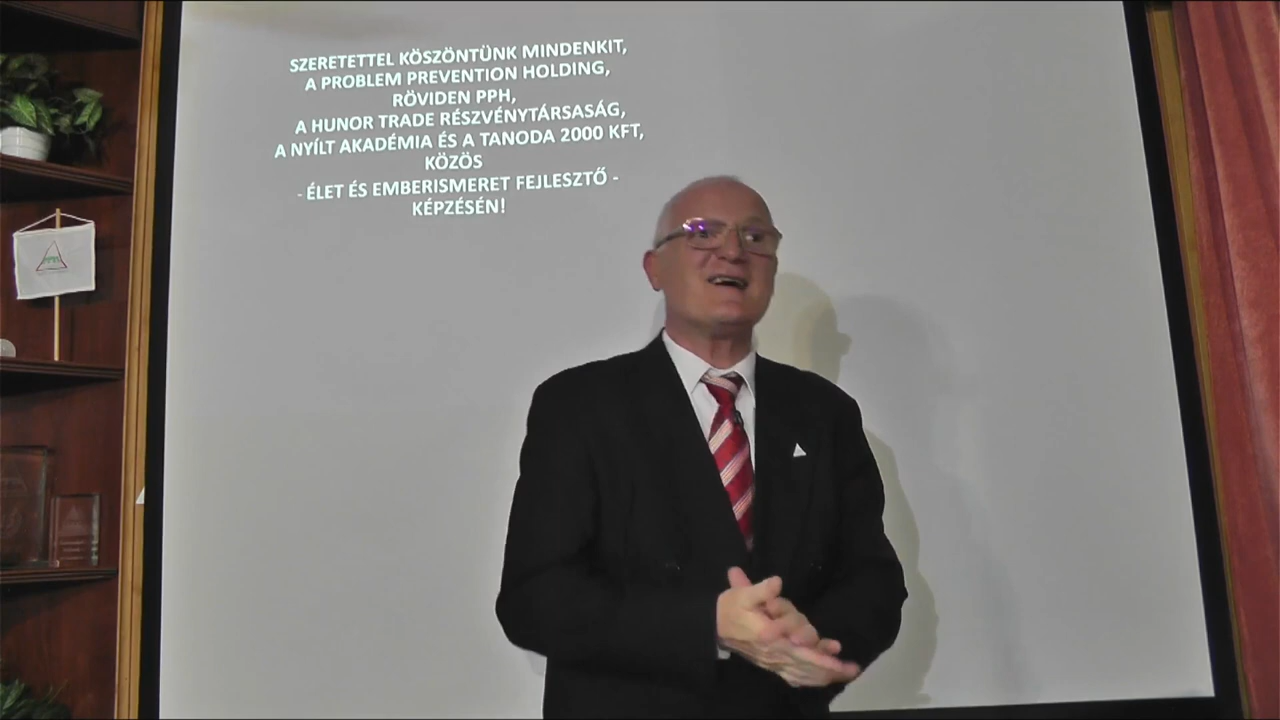 SZERETETTEL KÖSZÖNTÜNK MINDENKIT,
A PROBLEM PREVENTION HOLDING,
RÖVIDEN PPH,
A HUNOR TRADE RÉSZVÉNYTÁRSASÁG,
A NYÍLT AKADÉMIA ÉS A TANODA 2000 KFT,
KÖZÖS
- ÉLET ÉS EMBERISMERET FEJLESZTŐ -
KÉPZÉSÉN!